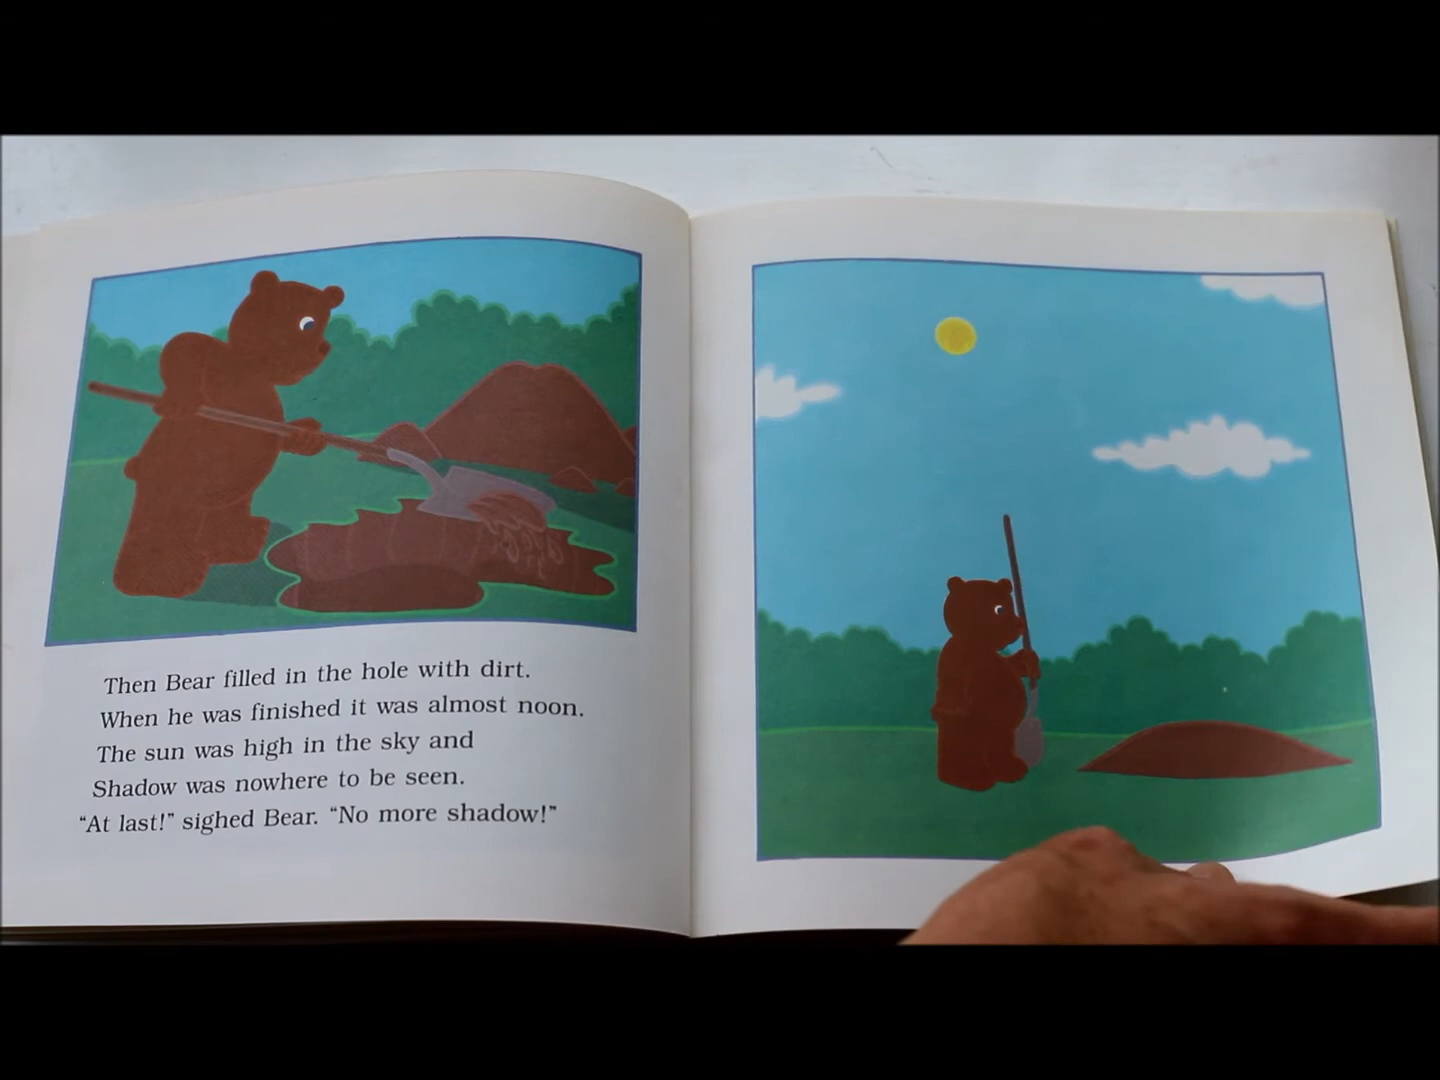 Then Bear filled in the hole with dirt.
When he was finished it was almost noon.
The sun was high in the sky and
Shadow was nowhere to be seen.
“At last!” sighed Bear. “No more shadow!”